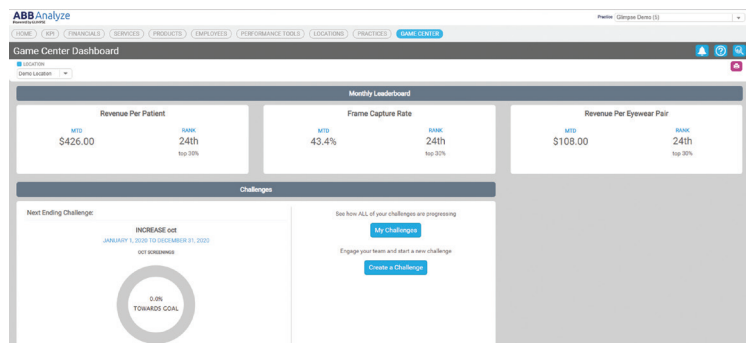 ABB Analyze
Powered by GLIMPSE
Practice Glimpse Demo (5)
HOME KPI FINANCIALS SERVICES PRODUCTS EMPLOYEES PERFORMANCE TOOLS LOCATIONS PRACTICES GAME CENTER
Game Center Dashboard
LOCATION
Demo Location
Monthly Leaderboard
Revenue Per Patient
MTD RANK
$426.00 24th
top 30%
Frame Capture Rate
MTD RANK
43.4% 24th
top 30%
Revenue Per Eyewear Pair
MTD RANK
$108.00 24th
top 30%
Challenges
Next Ending Challenge:
INCREASE oct
JANUARY 1, 2020 TO DECEMBER 31, 2020
OCT SCREENINGS
0.0%
TOWARDS GOAL
See how ALL of your challenges are progressing
My Challenges
Engage your team and start a new challenge
Create a Challenge